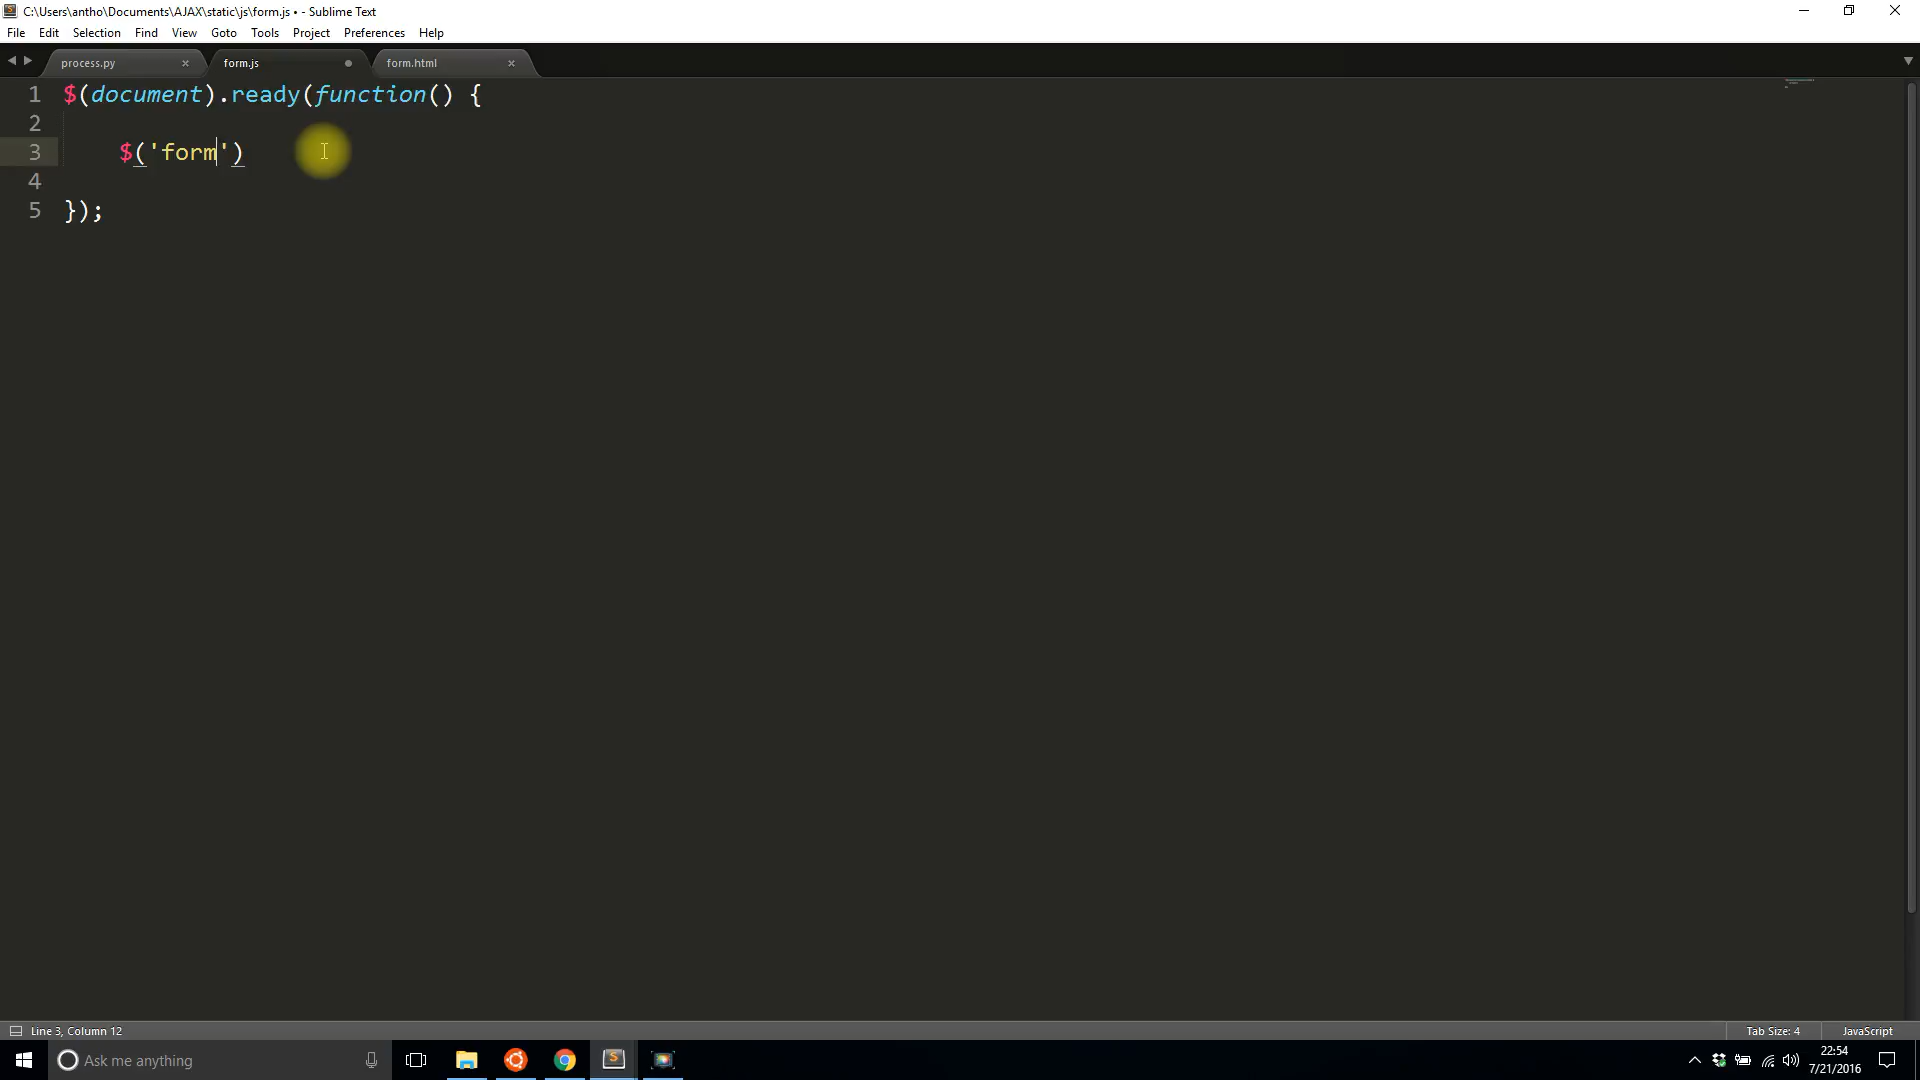 C:\Users\antho\Documents\AJAX\static\js\form.js • - Sublime Text
File Edit Selection Find View Goto Tools Project Preferences Help
process.py form.js form.html
1 $(document).ready(function() {
2
3 $('form')
4
5 });
Line 3, Column 12 Tab Size: 4 JavaScript
Ask me anything
22:54
7/21/2016